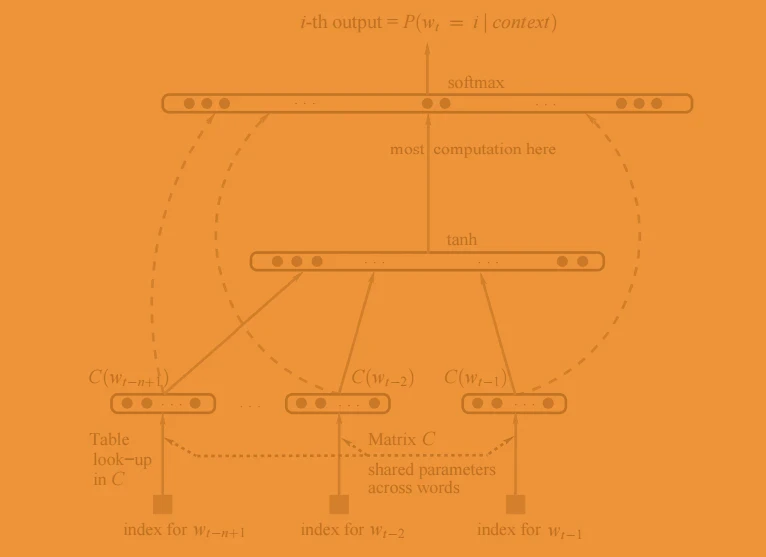 i-th output = P(w_t = i | context)
softmax
. . .
. . .
most computation here
tanh
. . .
. . .
C(w_{t−n+1})
C(w_{t−2})
C(w_{t−1})
. . .
. . .
. . .
. . .
Table
look−up
in C
Matrix C
shared parameters
across words
index for w_{t−n+1}
index for w_{t−2}
index for w_{t−1}